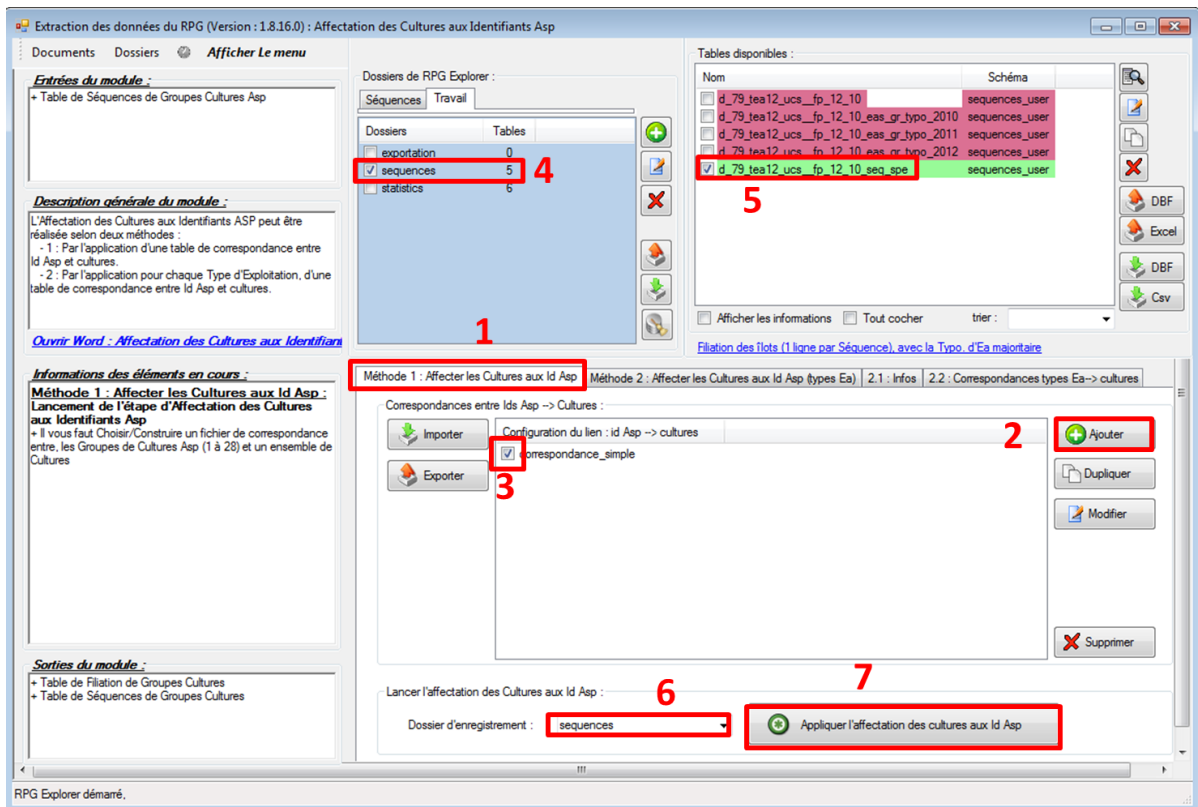 Extraction des données du RPG (Version : 1.8.16.0) : Affectation des Cultures aux Identifiants Asp
Documents Dossiers Afficher Le menu
Entrées du module :
+ Table de Séquences de Groupes Cultures Asp
Description générale du module :
L'Affectation des Cultures aux Identifiants ASP peut être
réalisée selon deux méthodes :
- 1 : Par l'application d'une table de correspondance entre
Id Asp et cultures.
- 2 : Par l'application pour chaque Type d'Exploitation, d'une
table de correspondance entre Id Asp et cultures.
Ouvrir Word : Affectation des Cultures aux Identifiant
Informations des éléments en cours :
Méthode 1 : Affecter les Cultures aux Id Asp :
Lancement de l'étape d'Affectation des Cultures
aux Identifiants Asp
+ Il vous faut Choisir/Construire un fichier de correspondance
entre, les Groupes de Cultures Asp (1 à 28) et un ensemble de
Cultures
Sorties du module :
+ Table de Filiation de Groupes Cultures
+ Table de Séquences de Groupes Cultures
Dossiers de RPG Explorer :
Séquences Travail
Dossiers Tables
exportation 0
sequences 5
4
statistics 6
1
Tables disponibles :
Nom Schéma
d_79_tea12_ucs__fp_12_10 sequences_user
d_79_tea12_ucs__fp_12_10_eas_gr_typo_2010 sequences_user
d_79_tea12_ucs__fp_12_10_eas_gr_typo_2011 sequences_user
d_79_tea12_ucs__fp_12_10_eas_gr_typo_2012 sequences_user
d_79_tea12_ucs__fp_12_10_seq_spe sequences_user
5
DBF
Excel
DBF
Csv
Afficher les informations Tout cocher trier :
Filiation des îlots (1 ligne par Séquence), avec la Typo. d'Ea majoritaire
Méthode 1 : Affecter les Cultures aux Id Asp Méthode 2 : Affecter les Cultures aux Id Asp (types Ea) 2.1 : Infos 2.2 : Correspondances types Ea--> cultures
Correspondances entre Ids Asp --> Cultures :
Importer
Exporter
Configuration du lien : id Asp --> cultures
correspondance_simple
3
2
Ajouter
Dupliquer
Modifier
Supprimer
Lancer l'affectation des Cultures aux Id Asp :
6
7
Dossier d'enregistrement : sequences
Appliquer l'affectation des cultures aux Id Asp
RPG Explorer démarré,